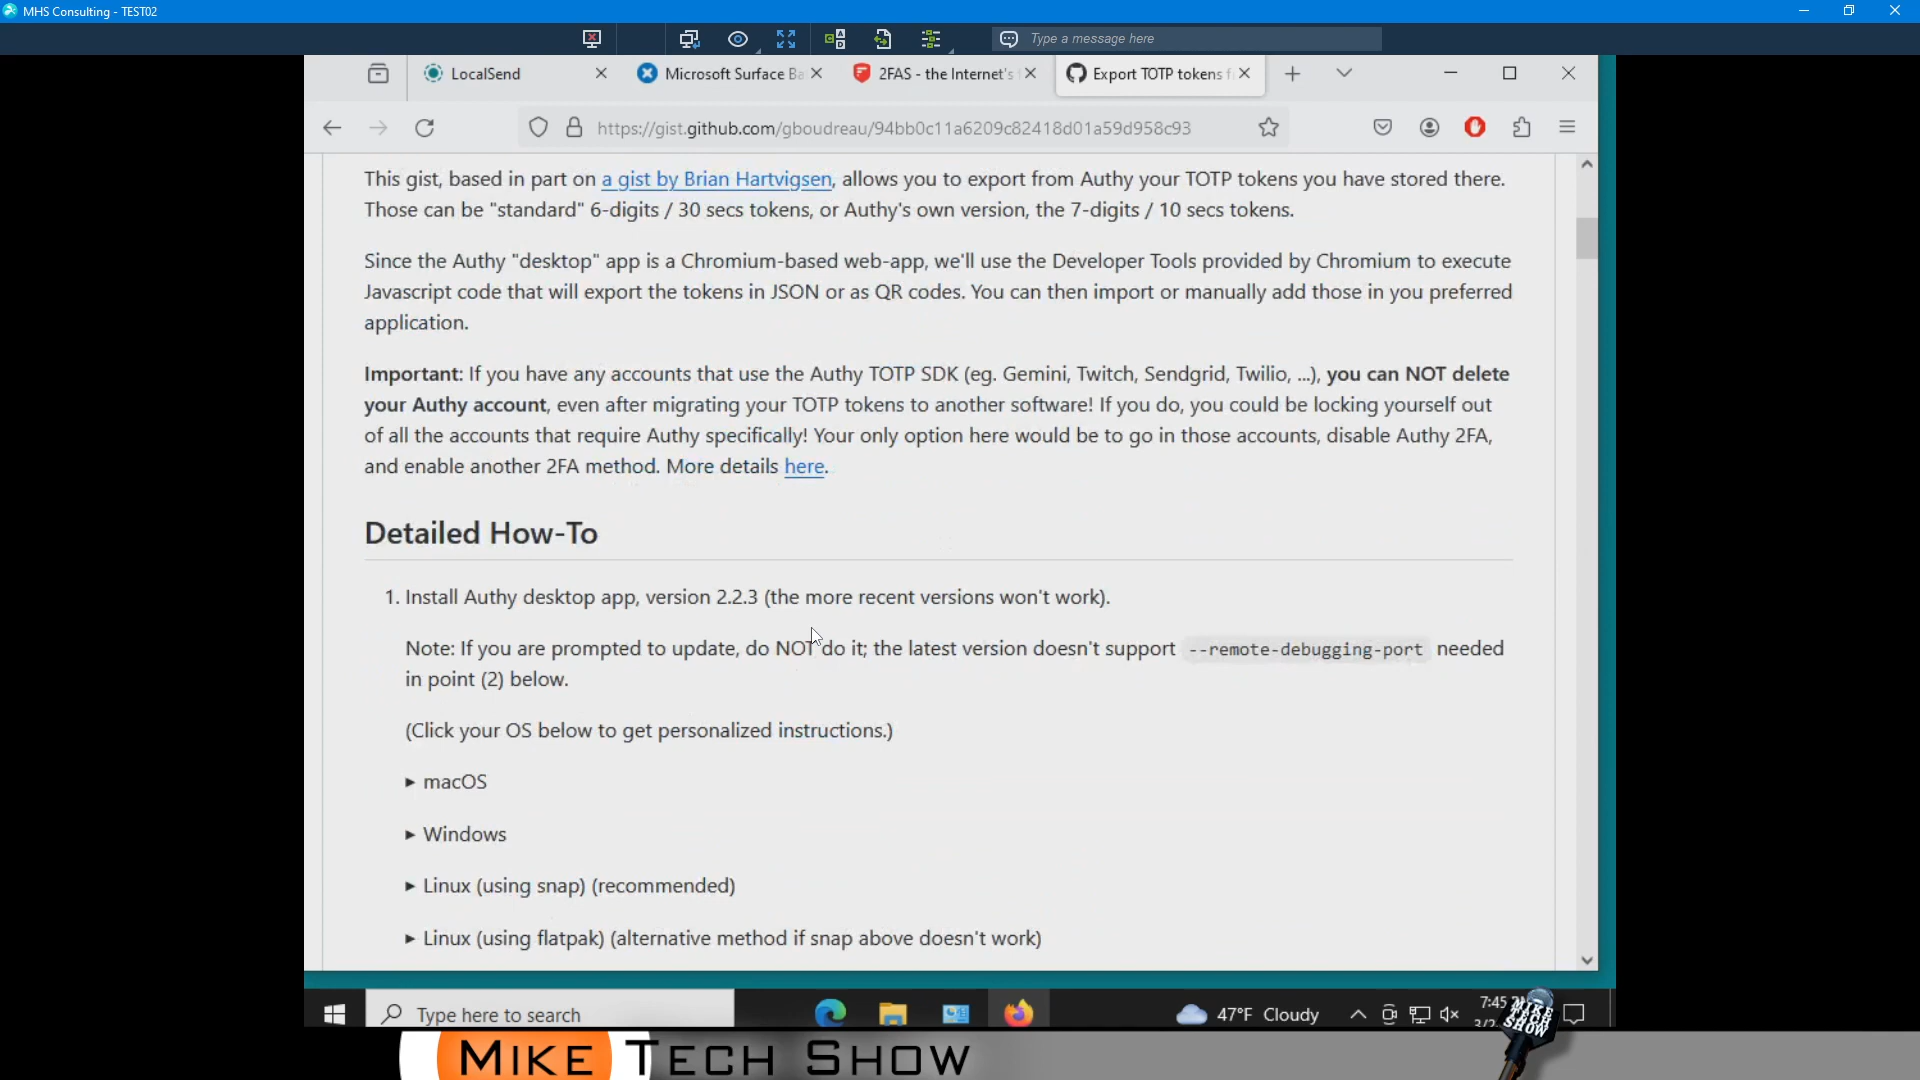 MHS Consulting - TEST02
Type a message here
LocalSend
Microsoft Surface Ba
2FAS - the Internet's
Export TOTP tokens f
https://gist.github.com/gboudreau/94bb0c11a6209c82418d01a59d958c93
This gist, based in part on a gist by Brian Hartvigsen, allows you to export from Authy your TOTP tokens you have stored there.
Those can be "standard" 6-digits / 30 secs tokens, or Authy's own version, the 7-digits / 10 secs tokens.
Since the Authy "desktop" app is a Chromium-based web-app, we'll use the Developer Tools provided by Chromium to execute
Javascript code that will export the tokens in JSON or as QR codes. You can then import or manually add those in you preferred
application.
Important: If you have any accounts that use the Authy TOTP SDK (eg. Gemini, Twitch, Sendgrid, Twilio, ...), you can NOT delete
your Authy account, even after migrating your TOTP tokens to another software! If you do, you could be locking yourself out
of all the accounts that require Authy specifically! Your only option here would be to go in those accounts, disable Authy 2FA,
and enable another 2FA method. More details here.
Detailed How-To
1. Install Authy desktop app, version 2.2.3 (the more recent versions won't work).
Note: If you are prompted to update, do NOT do it; the latest version doesn't support --remote-debugging-port needed
in point (2) below.
(Click your OS below to get personalized instructions.)
▸ macOS
▸ Windows
▸ Linux (using snap) (recommended)
▸ Linux (using flatpak) (alternative method if snap above doesn't work)
Type here to search
47°F Cloudy
7:45
MIKE TECH SHOW
MIKE TECH SHOW